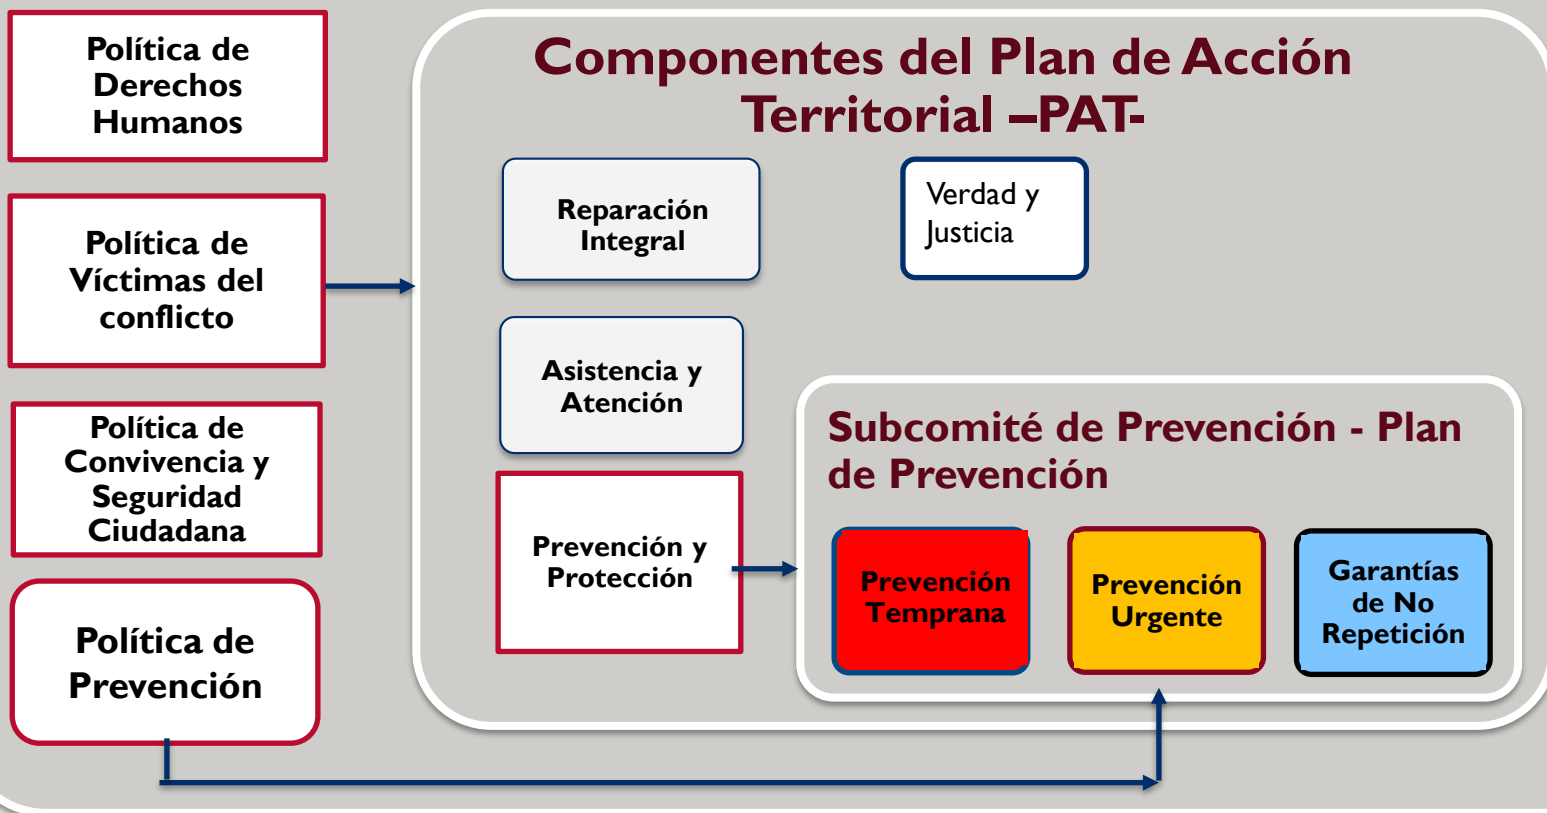 Política de
Derechos
Humanos
Política de
Víctimas del
conflicto
Política de
Convivencia y
Seguridad
Ciudadana
Política de
Prevención
Componentes del Plan de Acción
Territorial –PAT-
Reparación
Integral
Verdad y
Justicia
Asistencia y
Atención
Prevención y
Protección
Subcomité de Prevención - Plan
de Prevención
Prevención
Temprana
Prevención
Urgente
Garantías
de No
Repetición